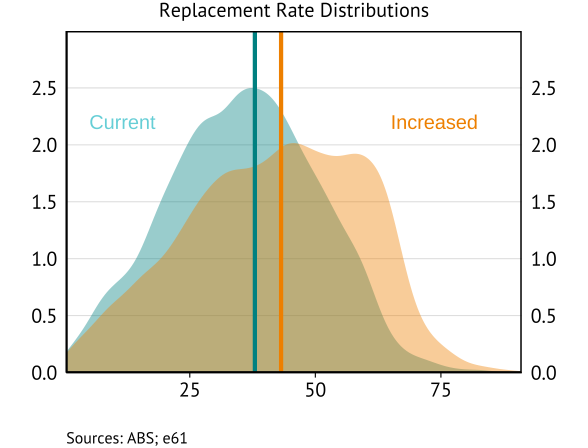 Replacement Rate Distributions
2.5 2.5
Current Increased
2.0 2.0
1.5 1.5
1.0 1.0
0.5 0.5
0.0 0.0
25 50 75
Sources: ABS; e61